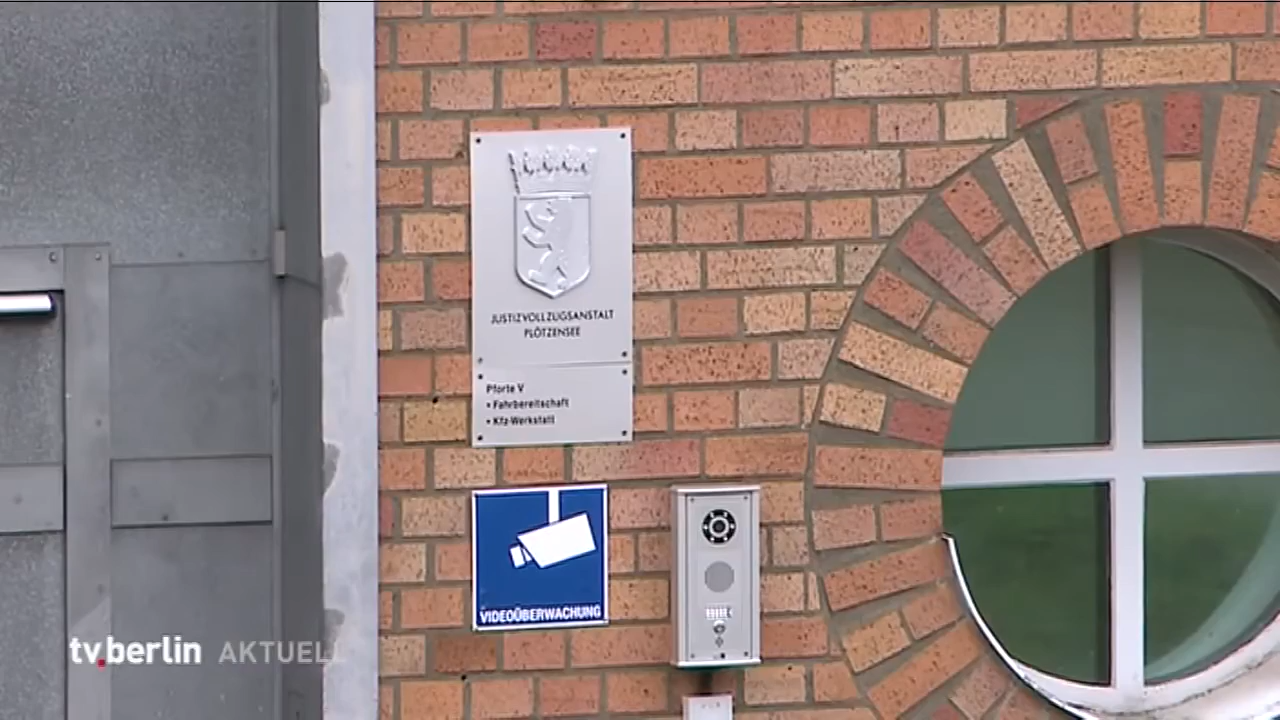 JUSTIZVOLLZUGSANSTALT
PLÖTZENSEE
Pforte V
• Fahrbereitschaft
• Kfz-Werkstatt
VIDEOÜBERWACHUNG
tv.berlin AKTUELL